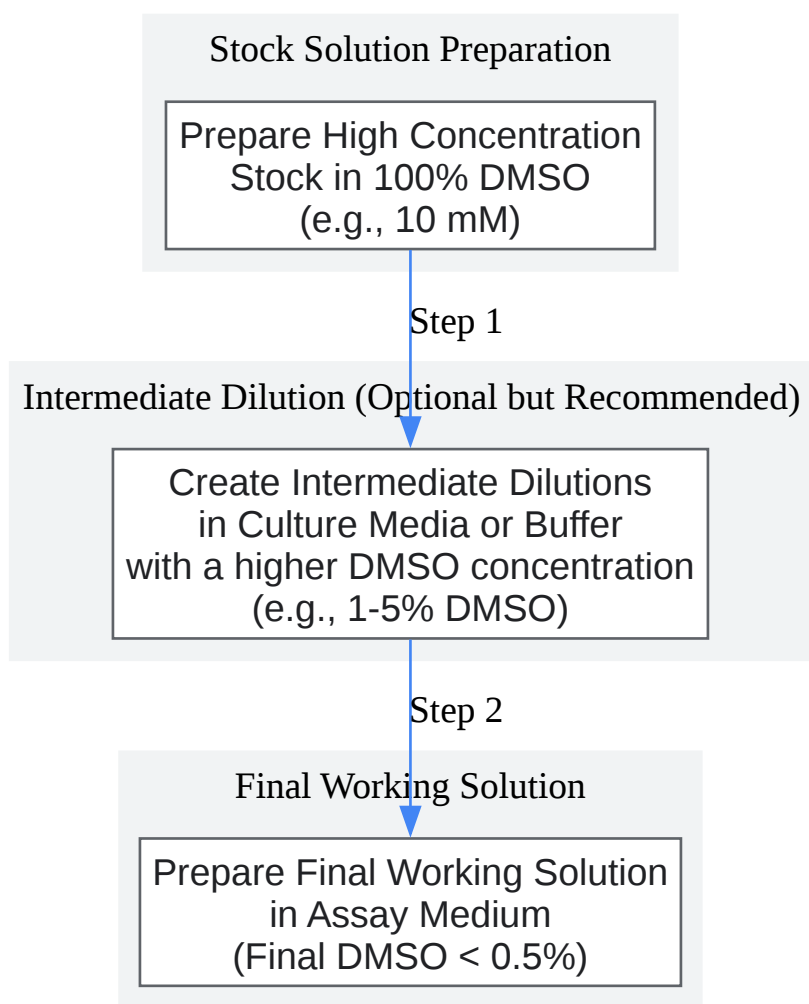 Stock Solution Preparation
Prepare High Concentration
Stock in 100% DMSO
(e.g., 10 mM)
Step 1
Intermediate Dilution (Optional but Recommended)
Create Intermediate Dilutions
in Culture Media or Buffer
with a higher DMSO concentration
(e.g., 1-5% DMSO)
Step 2
Final Working Solution
Prepare Final Working Solution
in Assay Medium
(Final DMSO < 0.5%)